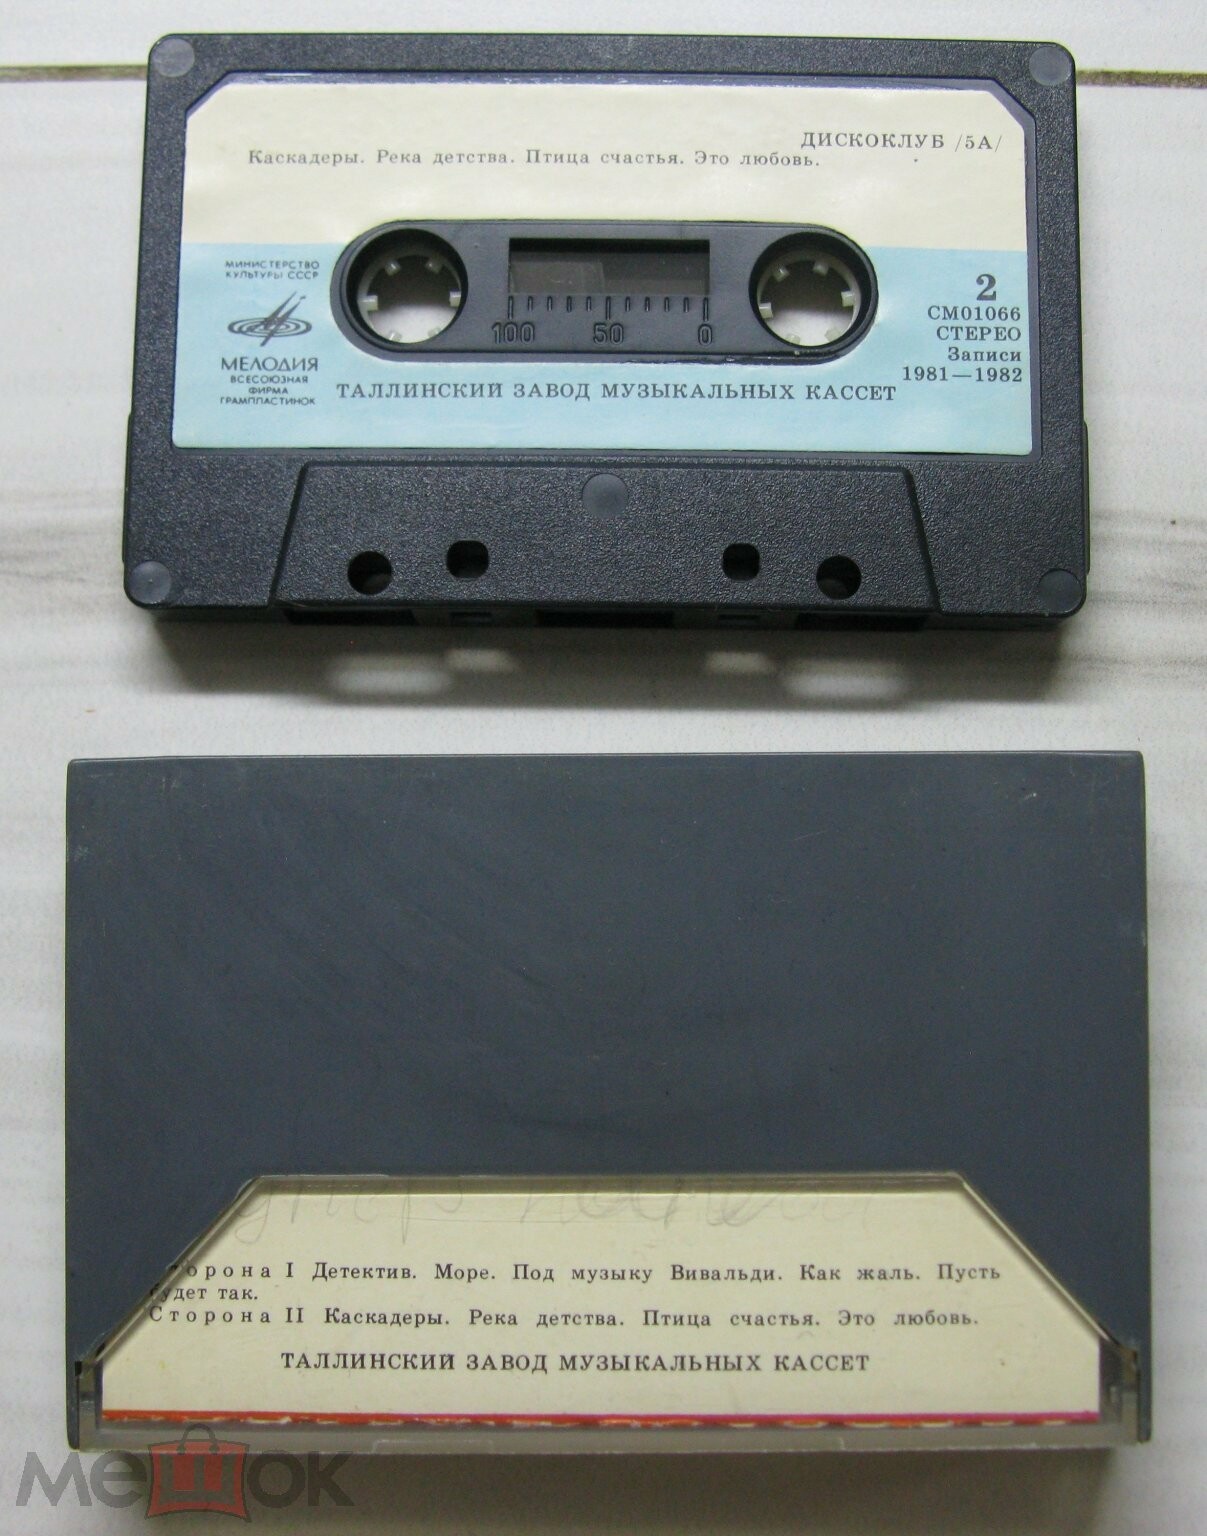 ДИСКОКЛУБ /5А/
Каскадеры. Река детства. Птица счастья. Это любовь.
МИНИСТЕРСТВО
КУЛЬТУРЫ СССР
МЕЛОДИЯ
ВСЕСОЮЗНАЯ
ФИРМА
ГРАМПЛАСТИНОК
100 50 0
2
СМ01066
СТЕРЕО
Записи
1981—1982
ТАЛЛИНСКИЙ ЗАВОД МУЗЫКАЛЬНЫХ КАССЕТ
Сторона I Детектив. Море. Под музыку Вивальди. Как жаль. Пусть
будет так.
Сторона II Каскадеры. Река детства. Птица счастья. Это любовь.
ТАЛЛИНСКИЙ ЗАВОД МУЗЫКАЛЬНЫХ КАССЕТ
мешок